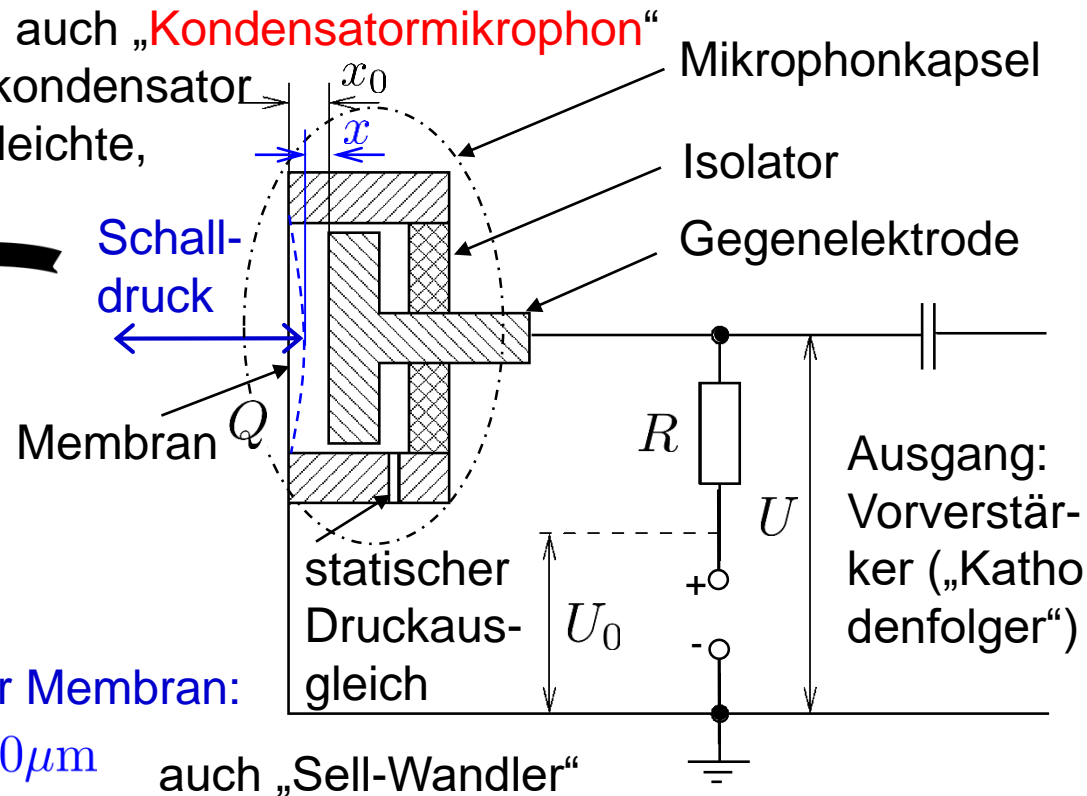 auch „Kondensatormikrophon“
kondensator
leichte,
x₀
x
Mikrophonkapsel
Isolator
Gegenelektrode
Schall-
druck
Membran
Q
R
U
Ausgang:
Vorverstär-
ker („Katho
denfolger“)
statischer
Druckaus-
gleich
U₀
+
-
r Membran:
0μm
auch „Sell-Wandler“